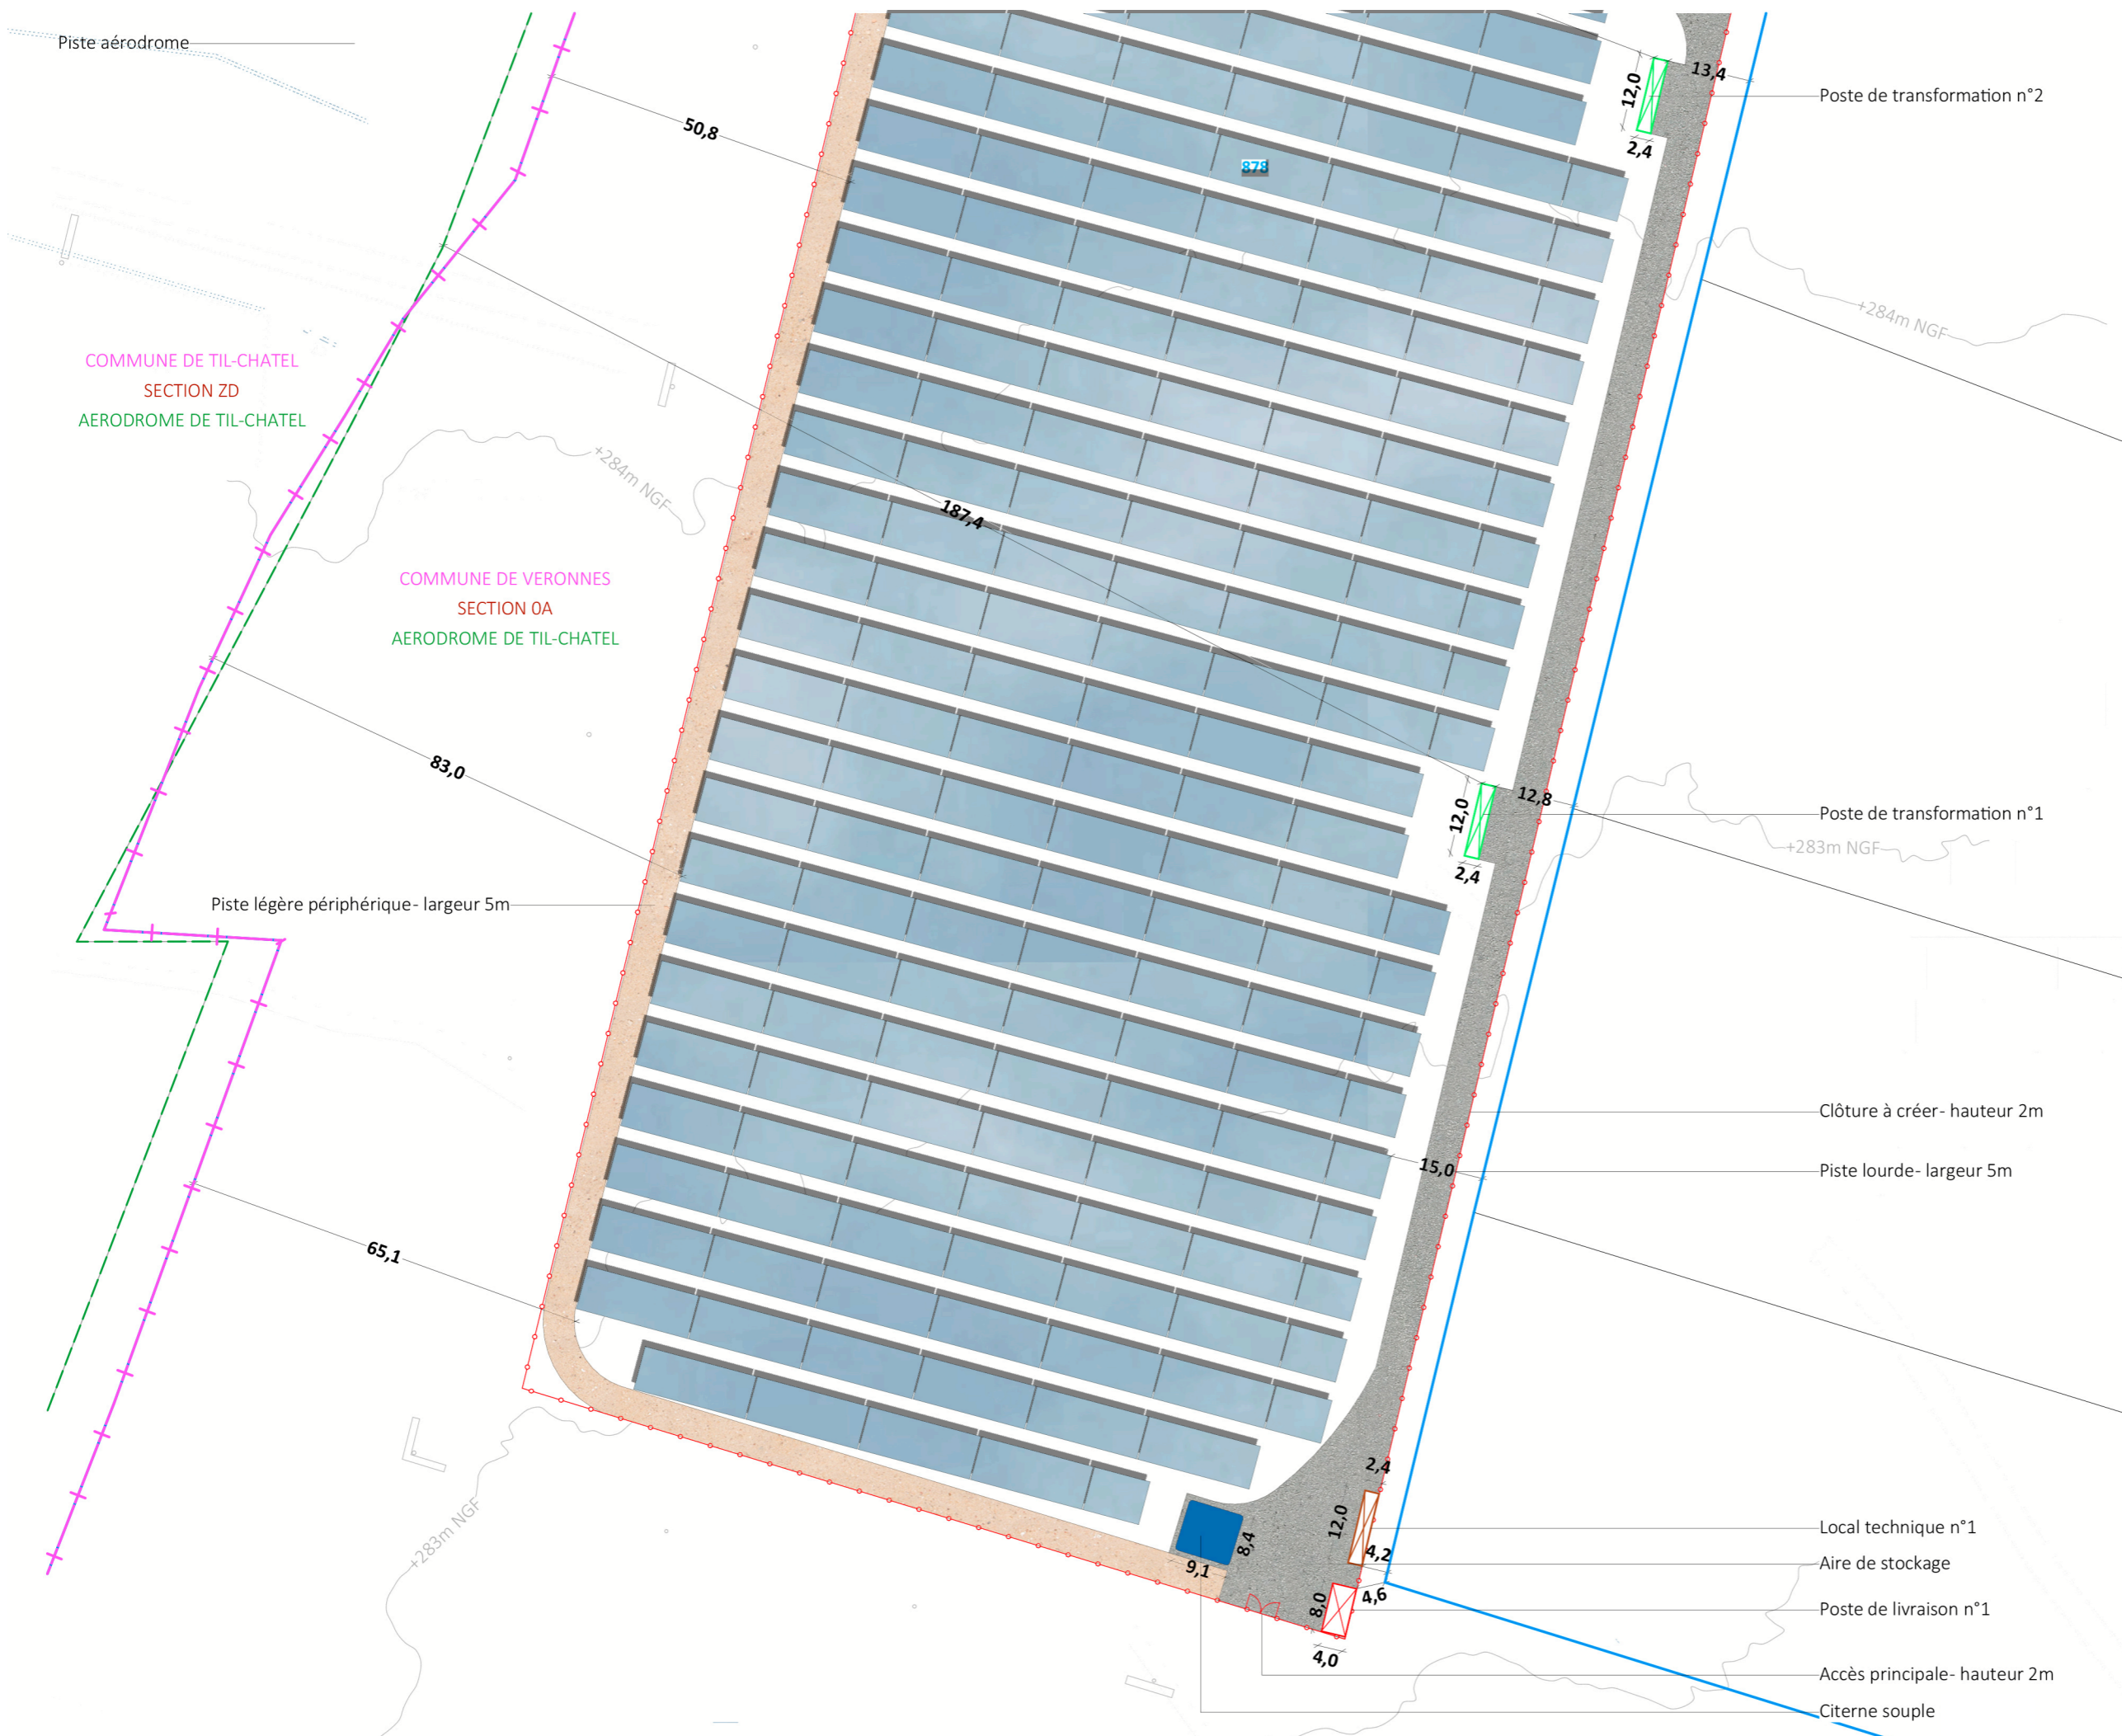 Piste aérodrome
50,8
12,0
13,4
2,4
Poste de transformation n°2
878
+284m NGF
COMMUNE DE TIL-CHATEL
SECTION ZD
AERODROME DE TIL-CHATEL
+284m NGF
187,4
COMMUNE DE VERONNES
SECTION 0A
AERODROME DE TIL-CHATEL
83,0
12,0
12,8
2,4
Poste de transformation n°1
+283m NGF
Piste légère périphérique- largeur 5m
Clôture à créer- hauteur 2m
15,0
Piste lourde- largeur 5m
65,1
2,4
12,0
4,2
8,4
9,1
+283m NGF
Local technique n°1
Aire de stockage
4,6
8,0
Poste de livraison n°1
4,0
Accès principale- hauteur 2m
Citerne souple